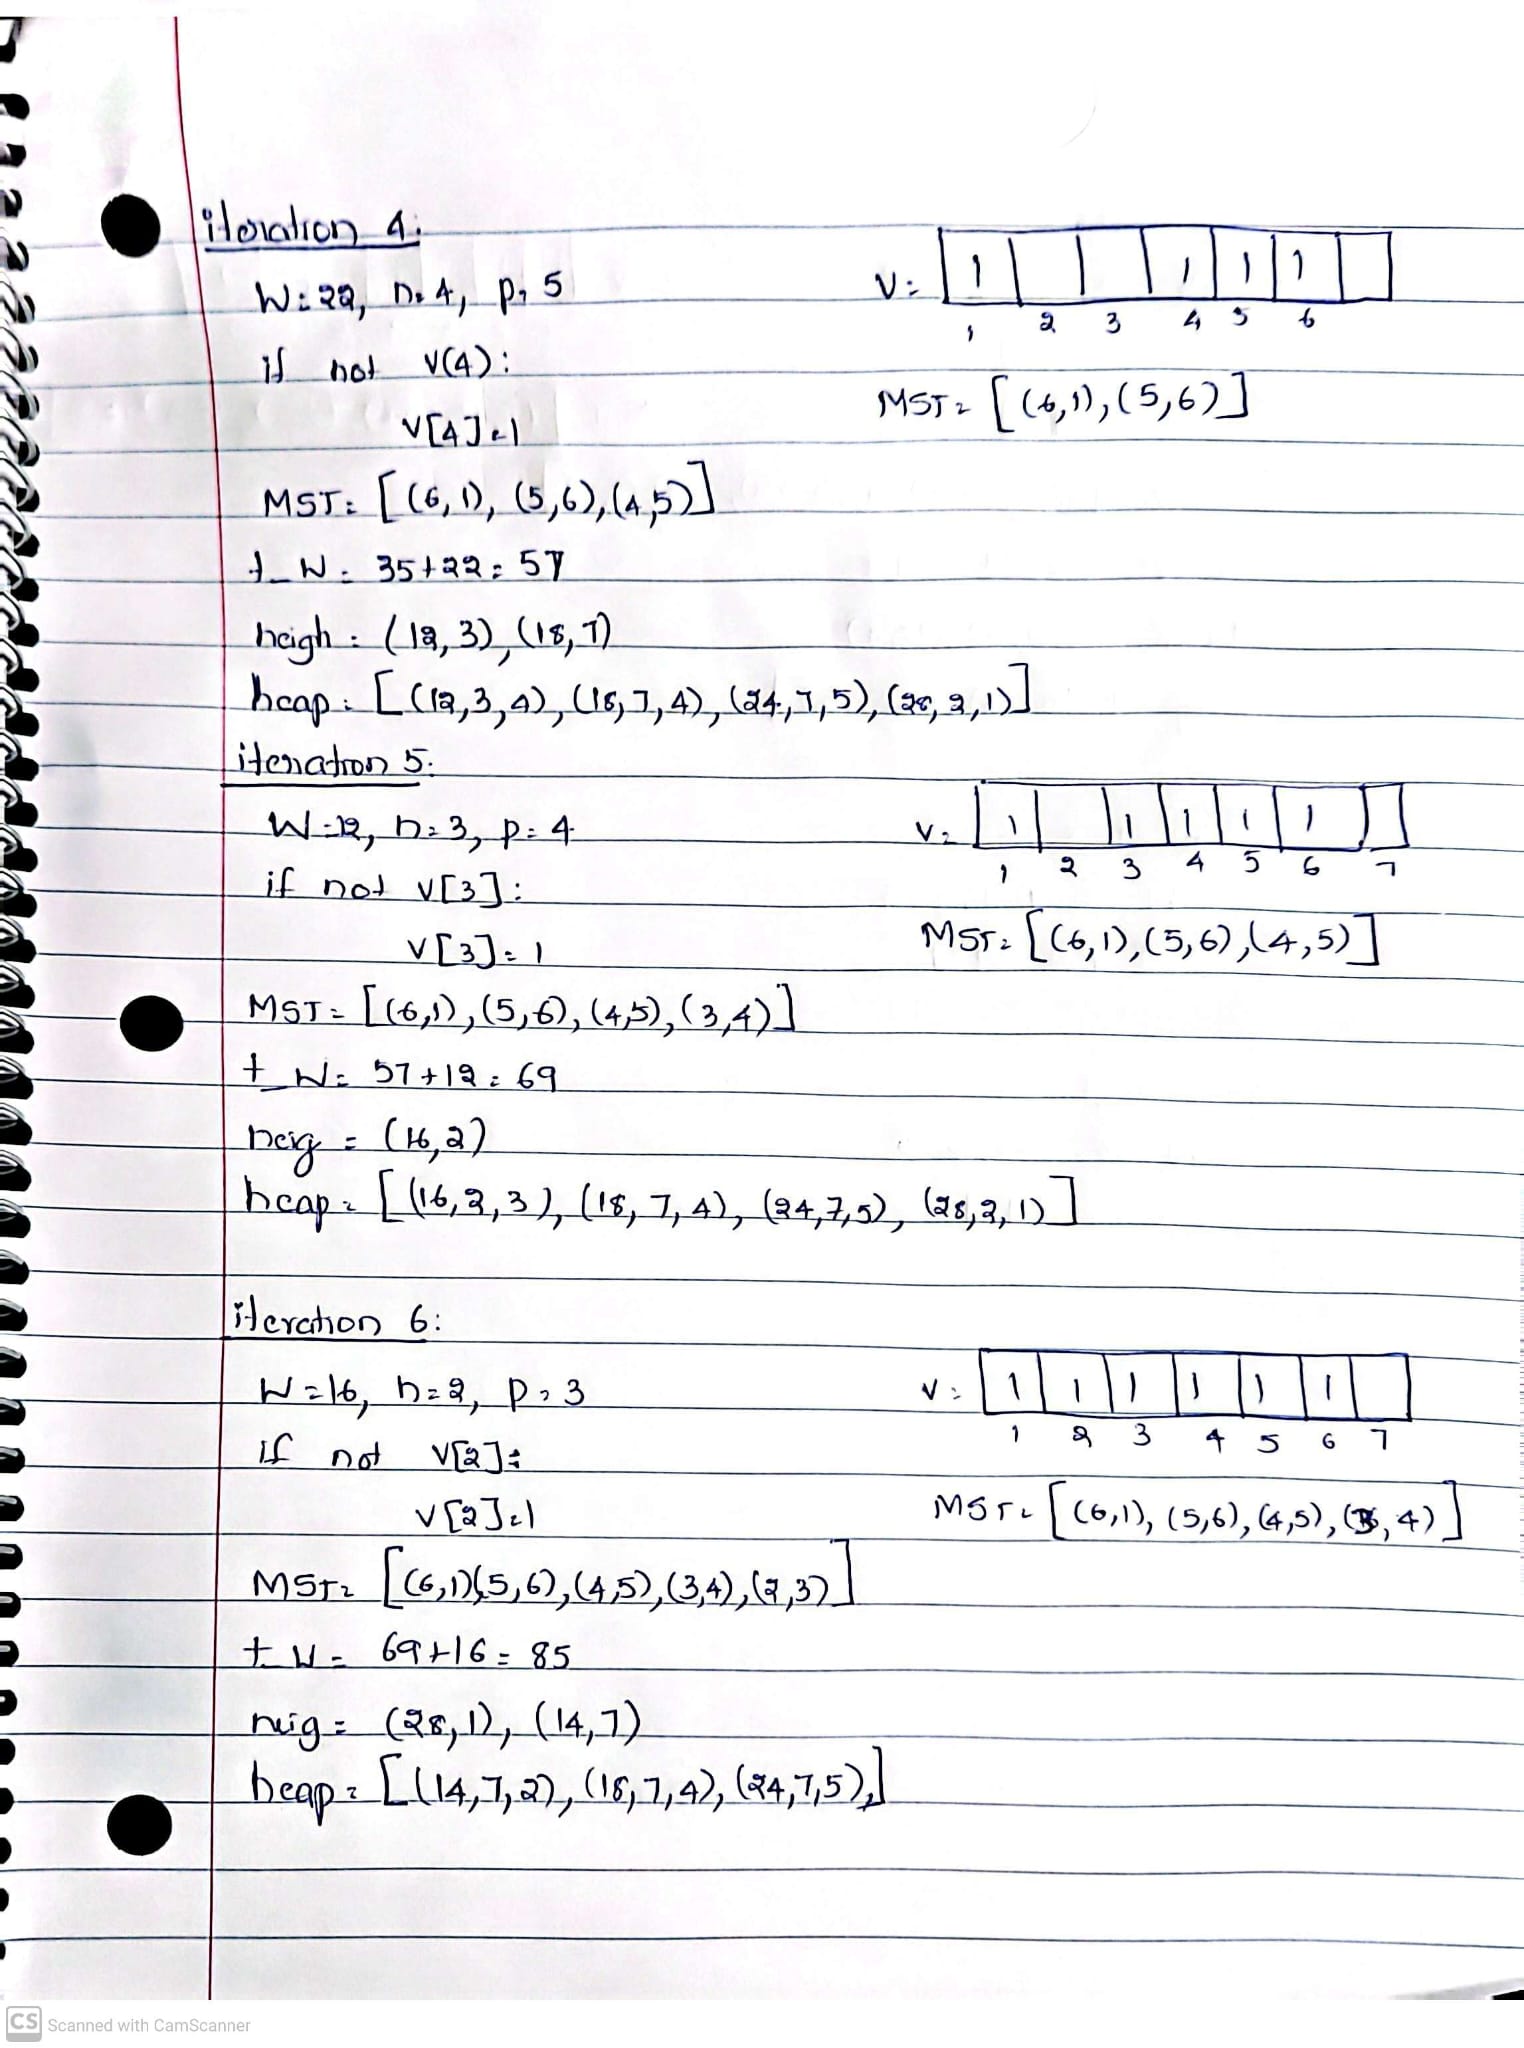 iteration 4:
W = 22, n = 4, p = 5
V = 1 1 1 1
1 2 3 4 5 6
if not v(4):
V[4] = 1
MST = [(6,1), (5,6)]
MST = [(6,1), (5,6), (4,5)]
t_W = 35+22 = 57
neigh = (12,3), (18,7)
heap = [(12,3,4), (18,7,4), (24,7,5), (28,2,1)]
iteration 5:
W = 12, n = 3, p = 4
V = 1 1 1 1 1
1 2 3 4 5 6 7
if not v[3]:
V[3] = 1
MST = [(6,1), (5,6), (4,5)]
MST = [(6,1), (5,6), (4,5), (3,4)]
t_W = 57+12 = 69
neig = (16,2)
heap = [(16,2,3), (18,7,4), (24,7,5), (28,2,1)]
iteration 6:
W = 16, n = 2, p = 3
V = 1 1 1 1 1 1
1 2 3 4 5 6 7
if not V[2]:
V[2] = 1
MST = [(6,1), (5,6), (4,5), (3,4)]
MST = [(6,1)(5,6), (4,5), (3,4), (2,3)]
t_W = 69+16 = 85
neig = (28,1), (14,7)
heap = [(14,7,2), (18,7,4), (24,7,5),]
CS Scanned with CamScanner